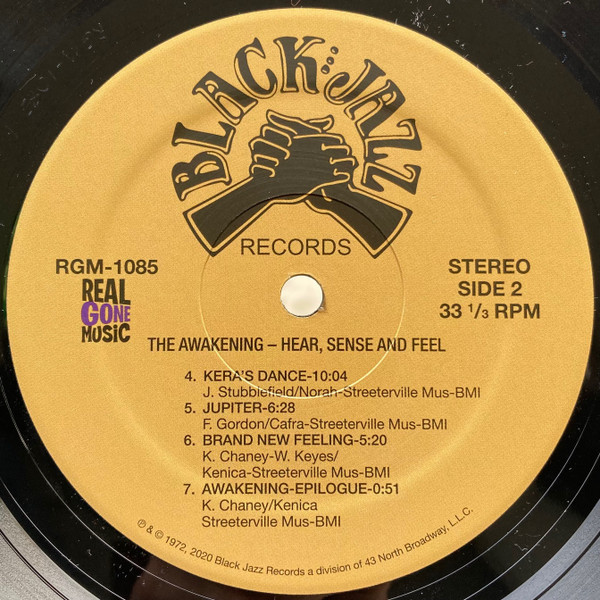 BLACK JAZZ
RECORDS
RGM-1085
REAL
GONE
MUSiC
STEREO
SIDE 2
33 1/3 RPM
THE AWAKENING – HEAR, SENSE AND FEEL
4. KERA'S DANCE-10:04
J. Stubblefield/Norah-Streeterville Mus-BMI
5. JUPITER-6:28
F. Gordon/Cafra-Streeterville Mus-BMI
6. BRAND NEW FEELING-5:20
K. Chaney-W. Keyes/
Kenica-Streeterville Mus-BMI
7. AWAKENING-EPILOGUE-0:51
K. Chaney/Kenica
Streeterville Mus-BMI
℗ & © 1972, 2020 Black Jazz Records a division of 43 North Broadway, L.L.C.